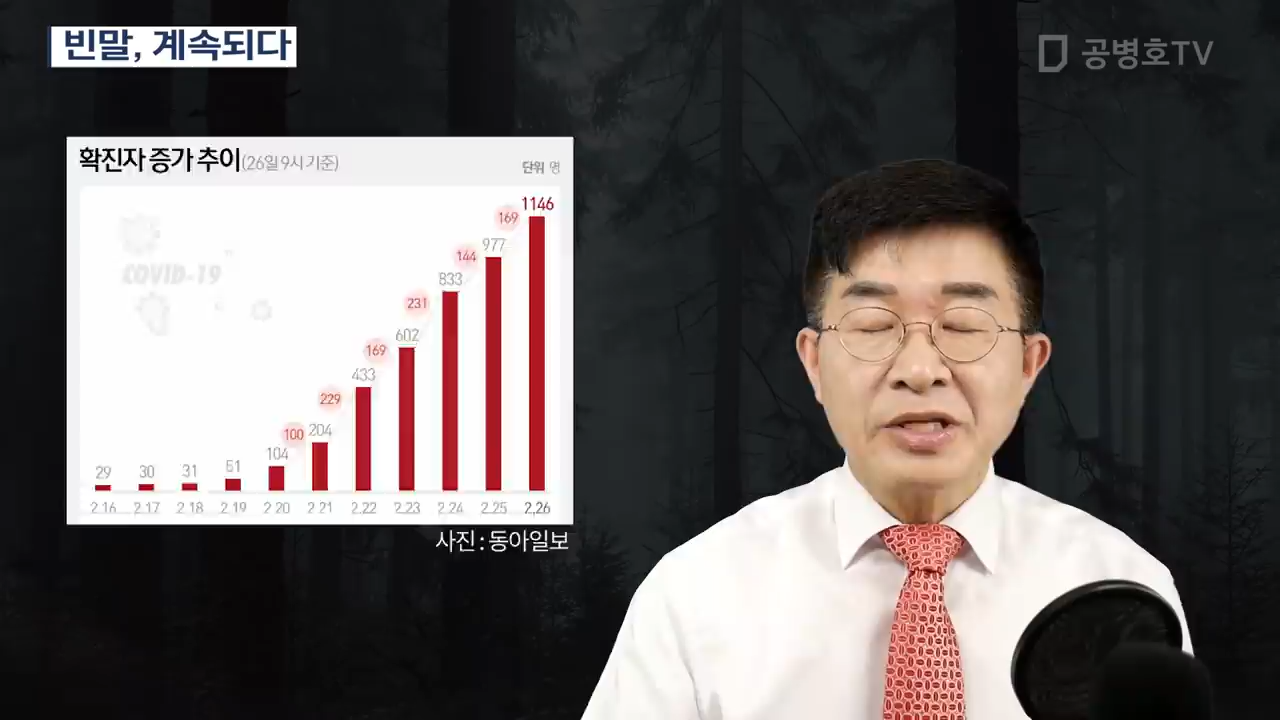 빈말, 계속되다
공병호TV
확진자 증가 추이(26일 9시 기준)
단위 명
COVID-19
1146
169
977
144
833
231
602
169
433
229
204
100
104
51
31
30
29
2.16 2.17 2.18 2.19 2.20 2.21 2.22 2.23 2.24 2.25 2.26
사진 : 동아일보